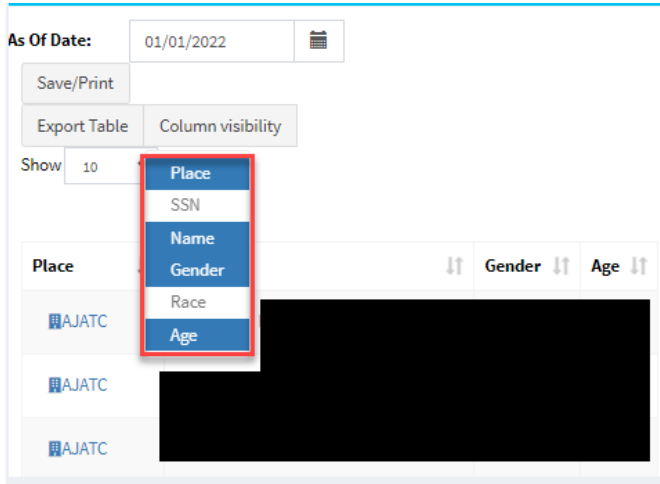 As Of Date: 01/01/2022
Save/Print
Export Table Column visibility
Show 10
Place
SSN
Name
Gender
Race
Age
Place Gender Age
AJATC
AJATC
AJATC